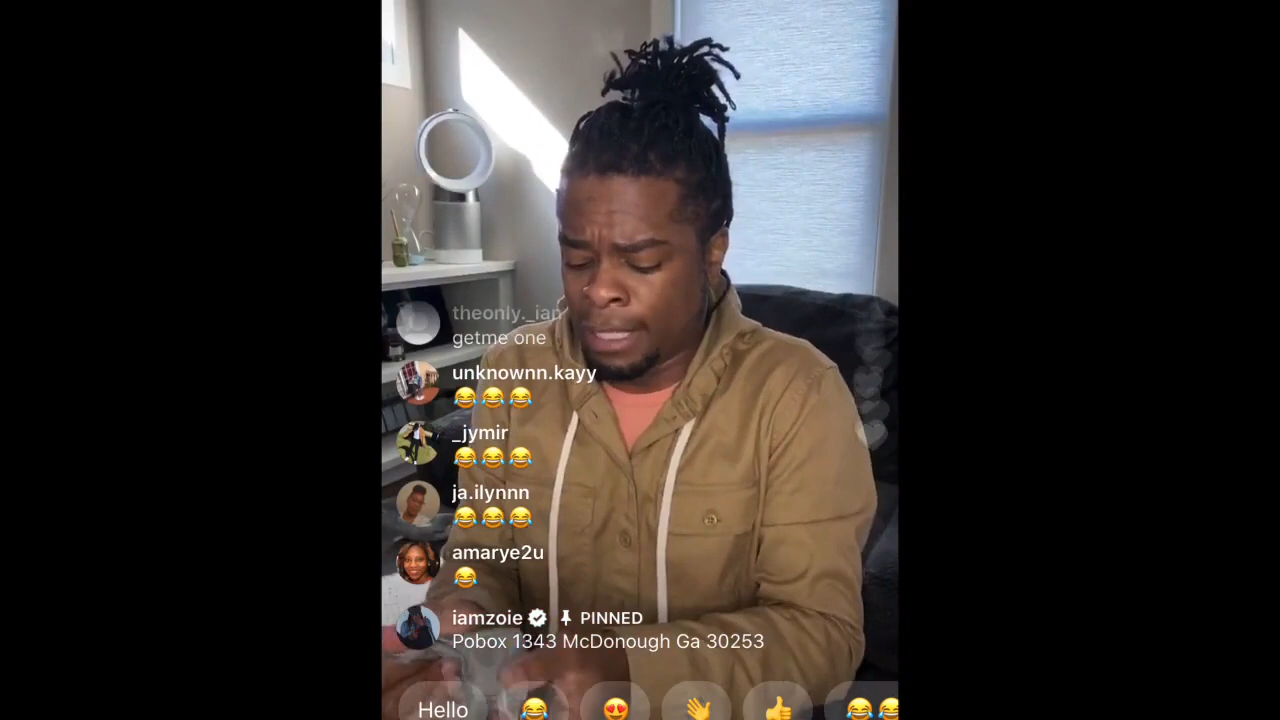 theonly._ian
getme one
unknownn.kayy
😂😂😂
_jymir
😂😂😂
ja.ilynnn
😂😂😂
amarye2u
😂
iamzoie PINNED
Pobox 1343 McDonough Ga 30253
Hello 😂 😍 👋 👍 😂😂